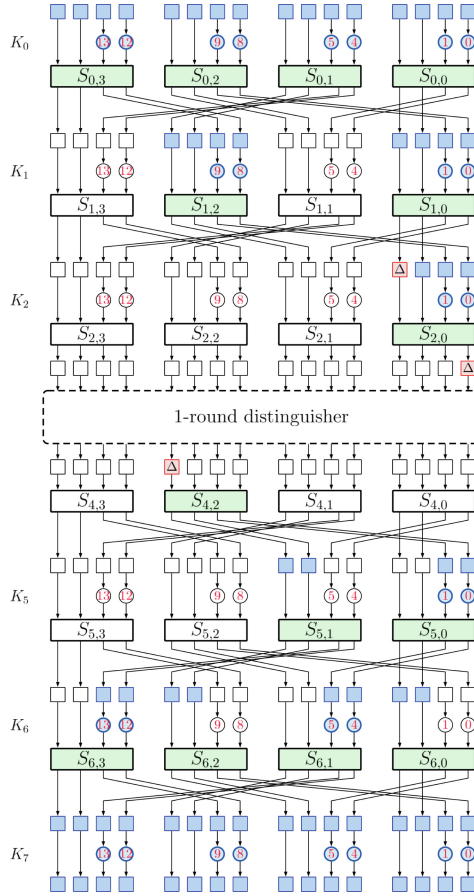 K0 13 12 9 8 5 4 1 0
S0,3 S0,2 S0,1 S0,0
K1 13 12 9 8 5 4 1 0
S1,3 S1,2 S1,1 S1,0
Δ
K2 13 12 9 8 5 4 1 0
S2,3 S2,2 S2,1 S2,0
Δ
1-round distinguisher
Δ
S4,3 S4,2 S4,1 S4,0
K5 13 12 9 8 5 4 1 0
S5,3 S5,2 S5,1 S5,0
K6 13 12 9 8 5 4 1 0
S6,3 S6,2 S6,1 S6,0
K7 13 12 9 8 5 4 1 0